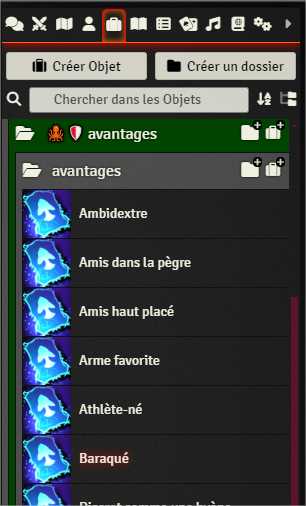 Créer Objet
Créer un dossier
Chercher dans les Objets
avantages
avantages
Ambidextre
Amis dans la pègre
Amis haut placé
Arme favorite
Athlète-né
Baraqué